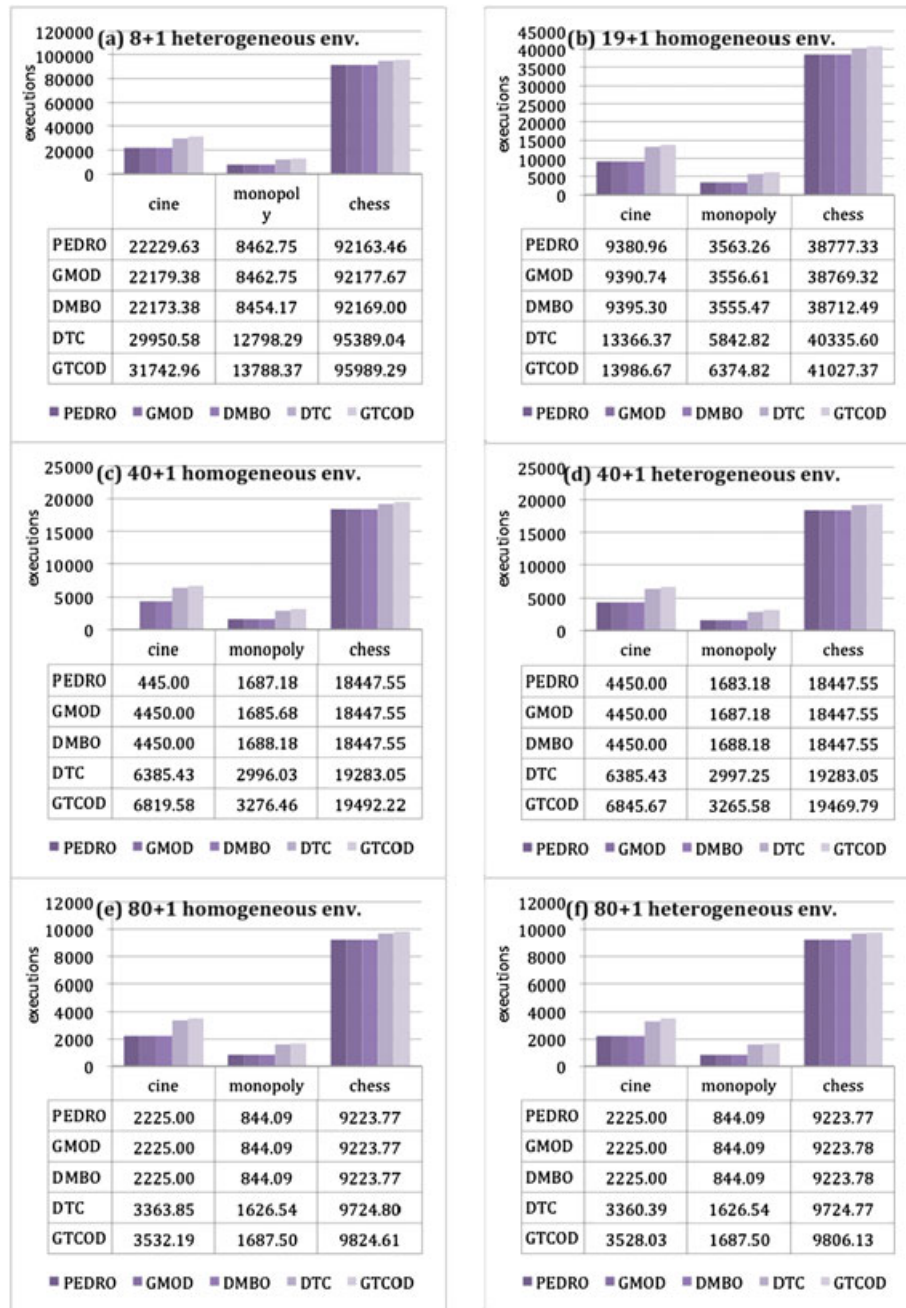 (a) 8+1 heterogeneous env.
executions
120000
100000
80000
60000
40000
20000
0
cine monopol chess
y
PEDRO 22229.63 8462.75 92163.46
GMOD 22179.38 8462.75 92177.67
DMBO 22173.38 8454.17 92169.00
DTC 29950.58 12798.29 95389.04
GTCOD 31742.96 13788.37 95989.29
PEDRO GMOD DMBO DTC GTCOD
(b) 19+1 homogeneous env.
executions
45000
40000
35000
30000
25000
20000
15000
10000
5000
0
cine monopoly chess
PEDRO 9380.96 3563.26 38777.33
GMOD 9390.74 3556.61 38769.32
DMBO 9395.30 3555.47 38712.49
DTC 13366.37 5842.82 40335.60
GTCOD 13986.67 6374.82 41027.37
PEDRO GMOD DMBO DTC GTCOD
(c) 40+1 homogeneous env.
executions
25000
20000
15000
10000
5000
0
cine monopoly chess
PEDRO 445.00 1687.18 18447.55
GMOD 4450.00 1685.68 18447.55
DMBO 4450.00 1688.18 18447.55
DTC 6385.43 2996.03 19283.05
GTCOD 6819.58 3276.46 19492.22
PEDRO GMOD DMBO DTC GTCOD
(d) 40+1 heterogeneous env.
executions
25000
20000
15000
10000
5000
0
cine monopoly chess
PEDRO 4450.00 1683.18 18447.55
GMOD 4450.00 1687.18 18447.55
DMBO 4450.00 1688.18 18447.55
DTC 6385.43 2997.25 19283.05
GTCOD 6845.67 3265.58 19469.79
PEDRO GMOD DMBO DTC GTCOD
(e) 80+1 homogeneous env.
executions
12000
10000
8000
6000
4000
2000
0
cine monopoly chess
PEDRO 2225.00 844.09 9223.77
GMOD 2225.00 844.09 9223.77
DMBO 2225.00 844.09 9223.77
DTC 3363.85 1626.54 9724.80
GTCOD 3532.19 1687.50 9824.61
PEDRO GMOD DMBO DTC GTCOD
(f) 80+1 heterogeneous env.
executions
12000
10000
8000
6000
4000
2000
0
cine monopoly chess
PEDRO 2225.00 844.09 9223.77
GMOD 2225.00 844.09 9223.78
DMBO 2225.00 844.09 9223.78
DTC 3360.39 1626.54 9724.77
GTCOD 3528.03 1687.50 9806.13
PEDRO GMOD DMBO DTC GTCOD